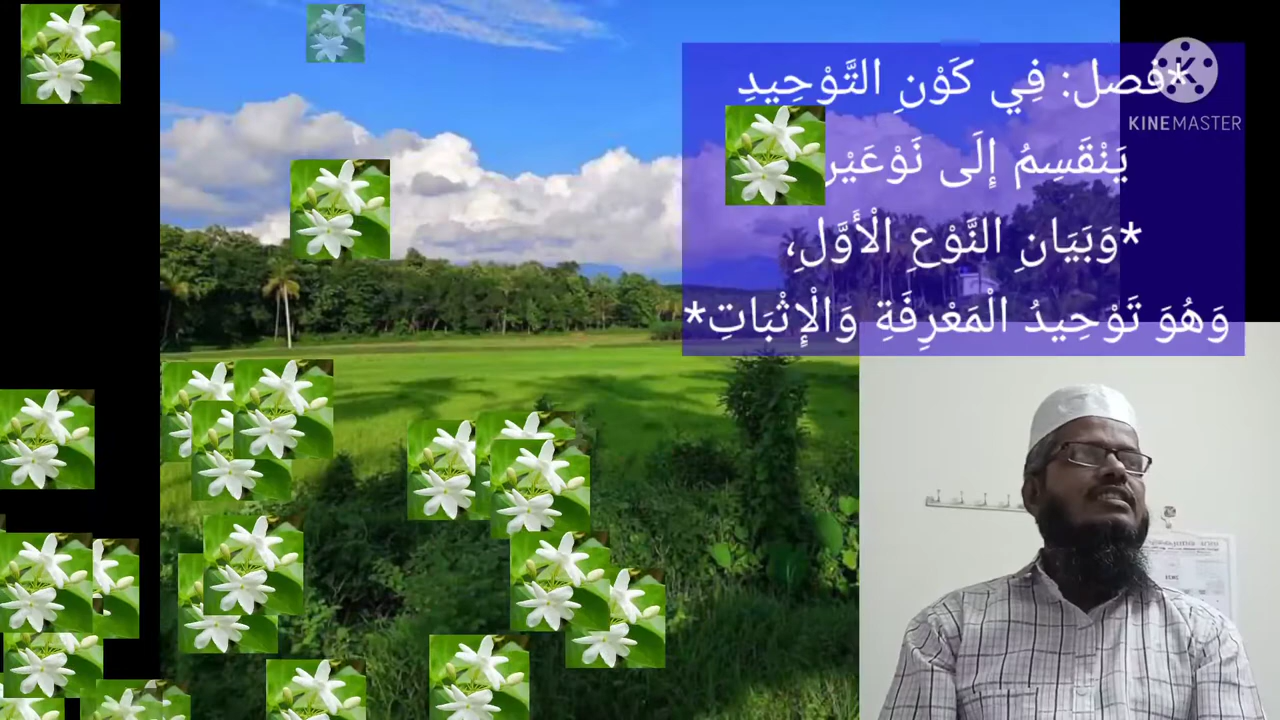 *فصل: فِي كَوْنِ التَّوْحِيدِ
يَنْقَسِمُ إِلَى نَوْعَيْنِ
*وَبَيَانِ النَّوْعِ الْأَوَّلِ،
وَهُوَ تَوْحِيدُ الْمَعْرِفَةِ وَالْإِثْبَاتِ*
KINEMASTER